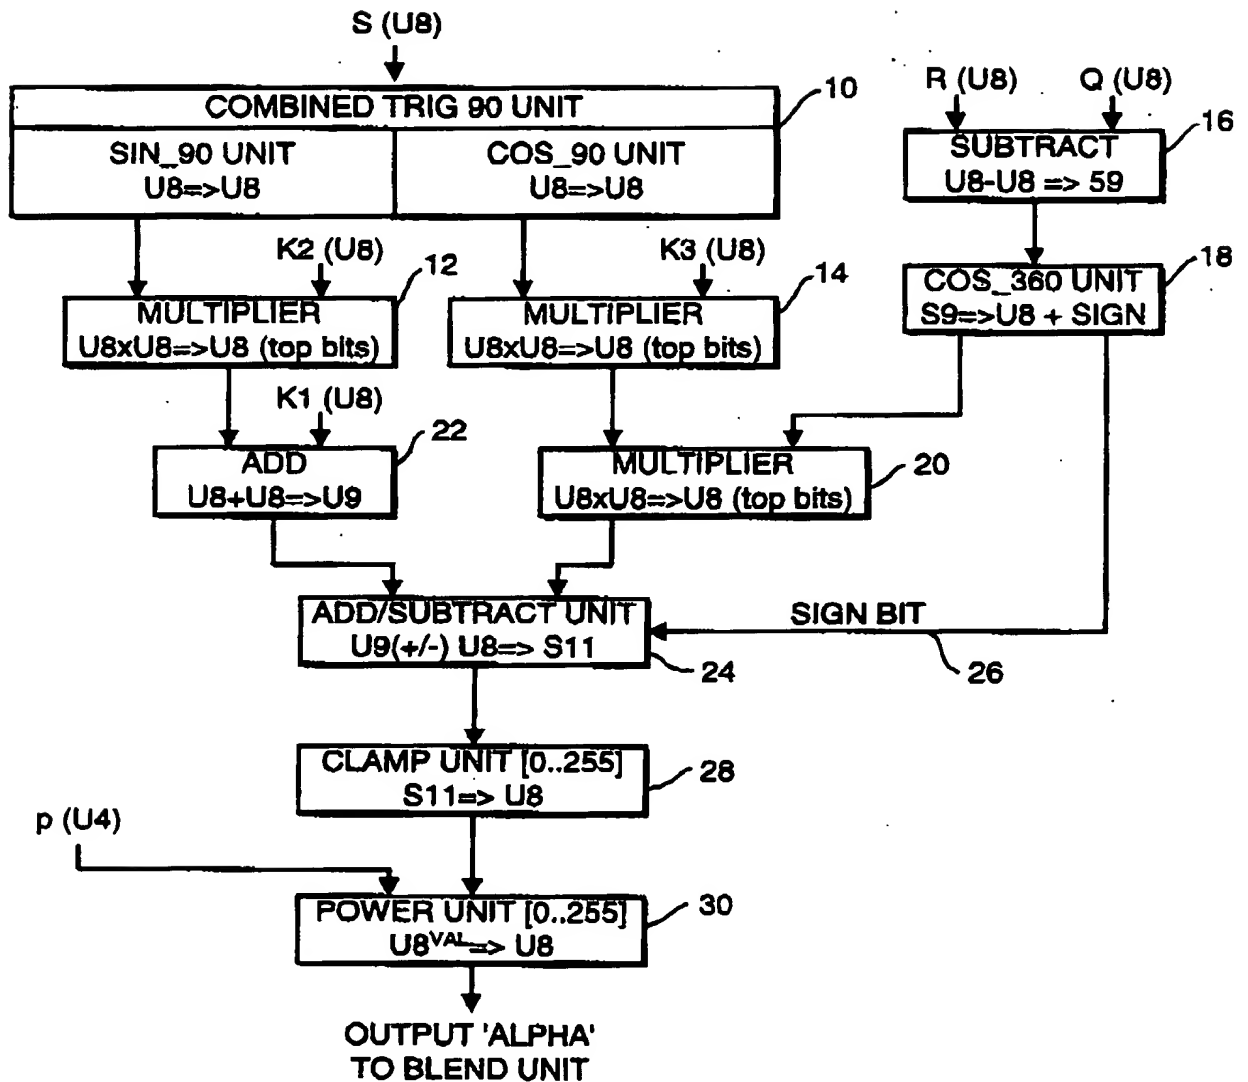 S (U8)
COMBINED TRIG 90 UNIT
10
SIN_90 UNIT
U8=>U8
COS_90 UNIT
U8=>U8
R (U8)
Q (U8)
16
SUBTRACT
U8-U8 => 59
K2 (U8)
12
MULTIPLIER
U8xU8=>U8 (top bits)
K3 (U8)
14
MULTIPLIER
U8xU8=>U8 (top bits)
18
COS_360 UNIT
S9=>U8 + SIGN
K1 (U8)
22
ADD
U8+U8=>U9
20
MULTIPLIER
U8xU8=>U8 (top bits)
ADD/SUBTRACT UNIT
U9(+/-) U8=> S11
24
SIGN BIT
26
CLAMP UNIT [0..255]
S11=> U8
28
p (U4)
POWER UNIT [0..255]
U8^VAL=> U8
30
OUTPUT 'ALPHA'
TO BLEND UNIT